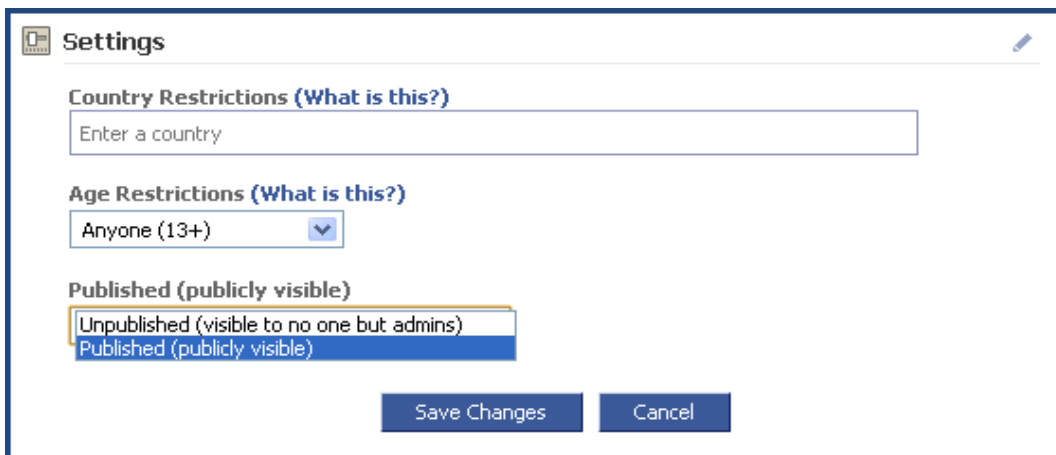 Settings
Country Restrictions (What is this?)
Enter a country
Age Restrictions (What is this?)
Anyone (13+)
Published (publicly visible)
Unpublished (visible to no one but admins)
Published (publicly visible)
Save Changes Cancel